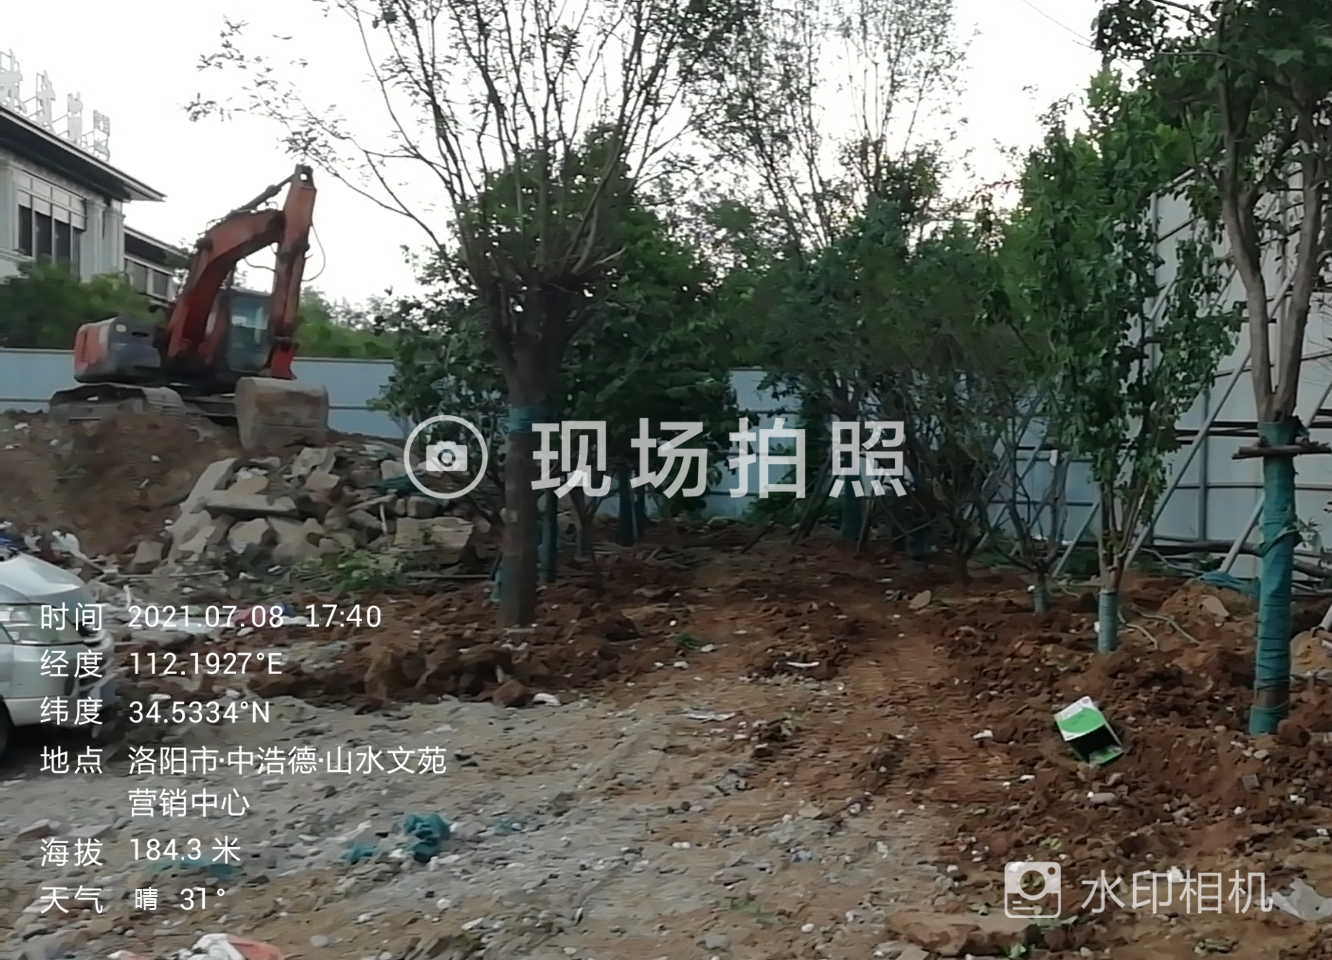 现场拍照
时间 2021.07.08 17:40
经度 112.1927°E
纬度 34.5334°N
地点 洛阳市·中浩德·山水文苑
营销中心
海拔 184.3 米
天气 晴 31°
水印相机